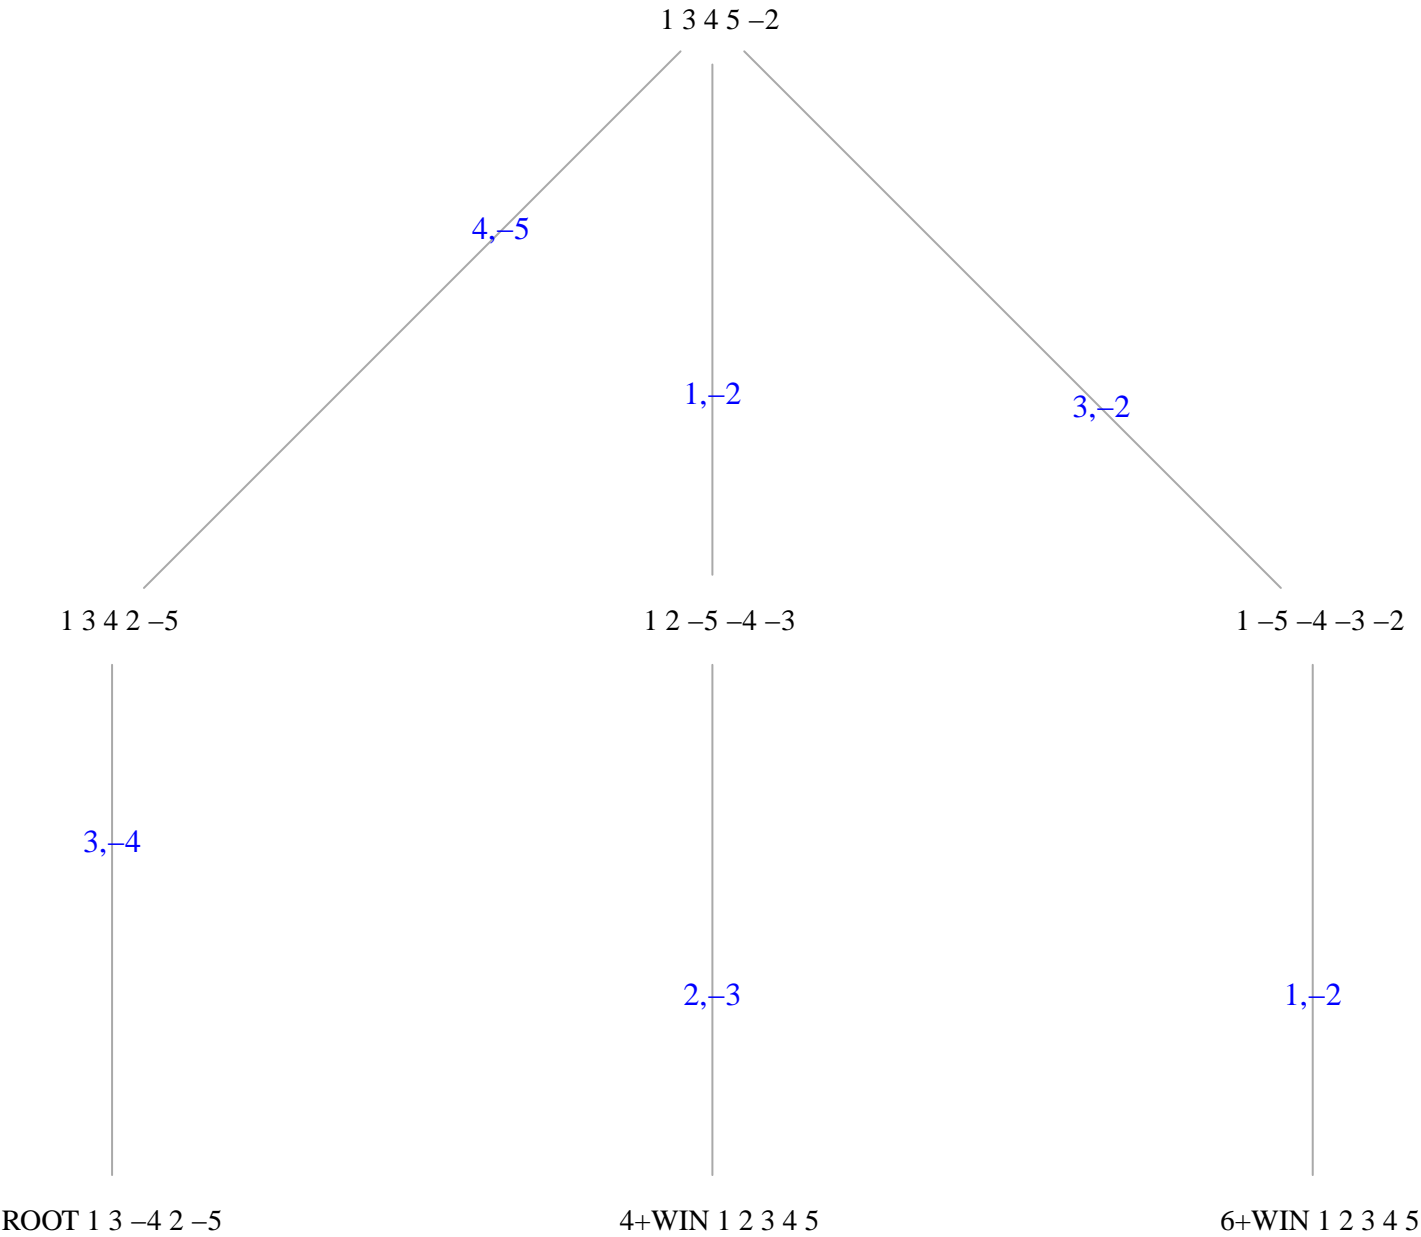 1 3 4 5 –2
4,–5
1,–2
3,–2
1 3 4 2 –5
1 2 –5 –4 –3
1 –5 –4 –3 –2
3,–4
2,–3
1,–2
ROOT 1 3 –4 2 –5
4+WIN 1 2 3 4 5
6+WIN 1 2 3 4 5